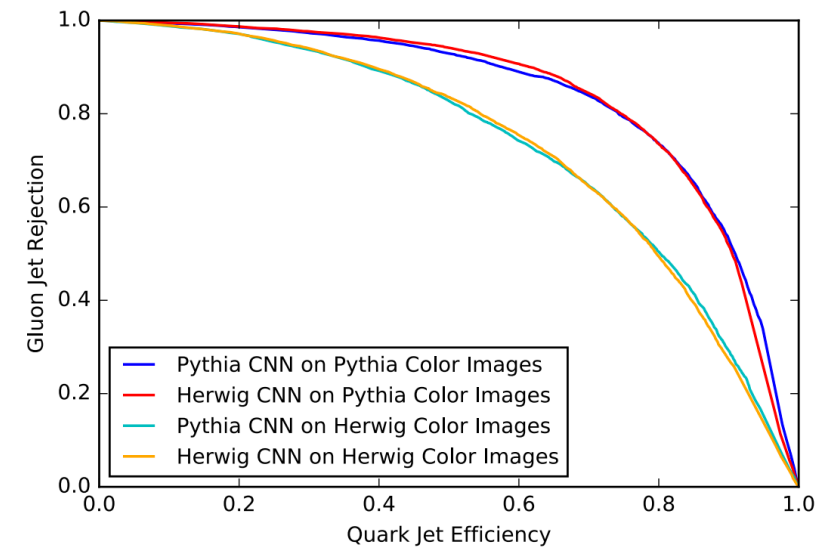 1.0
0.8
0.6
0.4
0.2
0.0
Gluon Jet Rejection
Pythia CNN on Pythia Color Images
Herwig CNN on Pythia Color Images
Pythia CNN on Herwig Color Images
Herwig CNN on Herwig Color Images
0.0 0.2 0.4 0.6 0.8 1.0
Quark Jet Efficiency